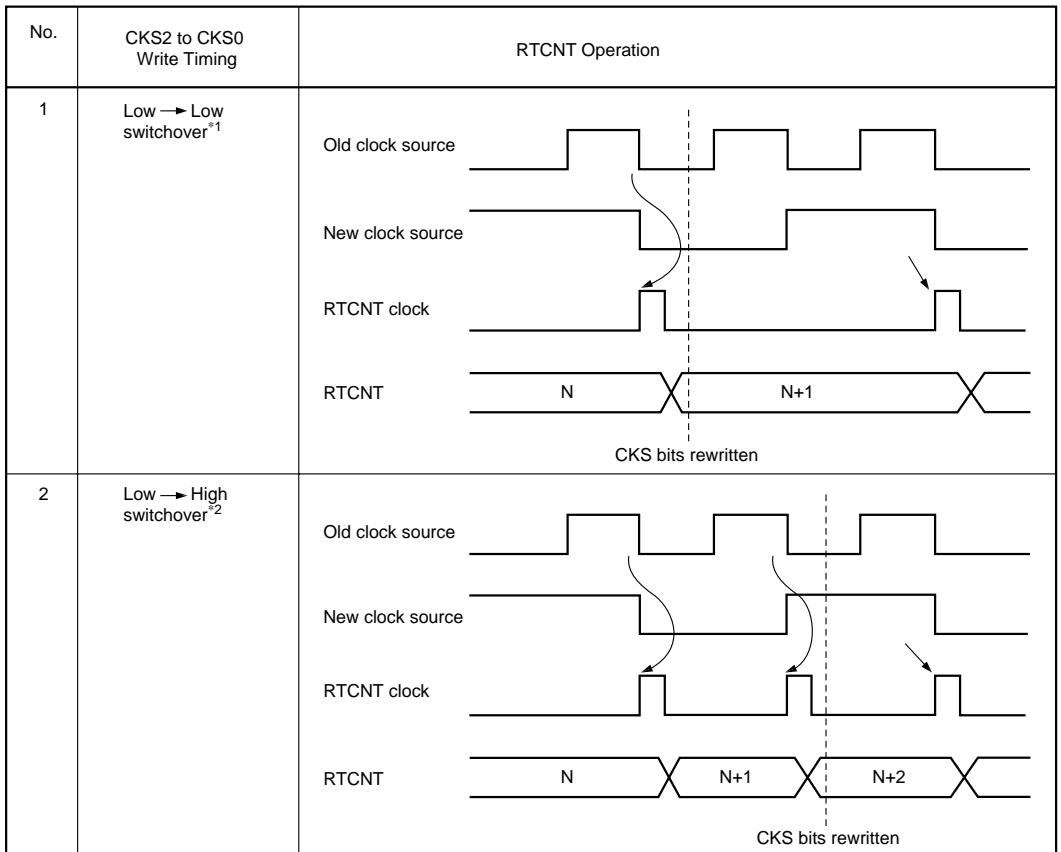 No.
CKS2 to CKS0
Write Timing
RTCNT Operation
1
Low → Low
switchover*1
Old clock source
New clock source
RTCNT clock
RTCNT
N
N+1
CKS bits rewritten
2
Low → High
switchover*2
Old clock source
New clock source
RTCNT clock
RTCNT
N
N+1
N+2
CKS bits rewritten